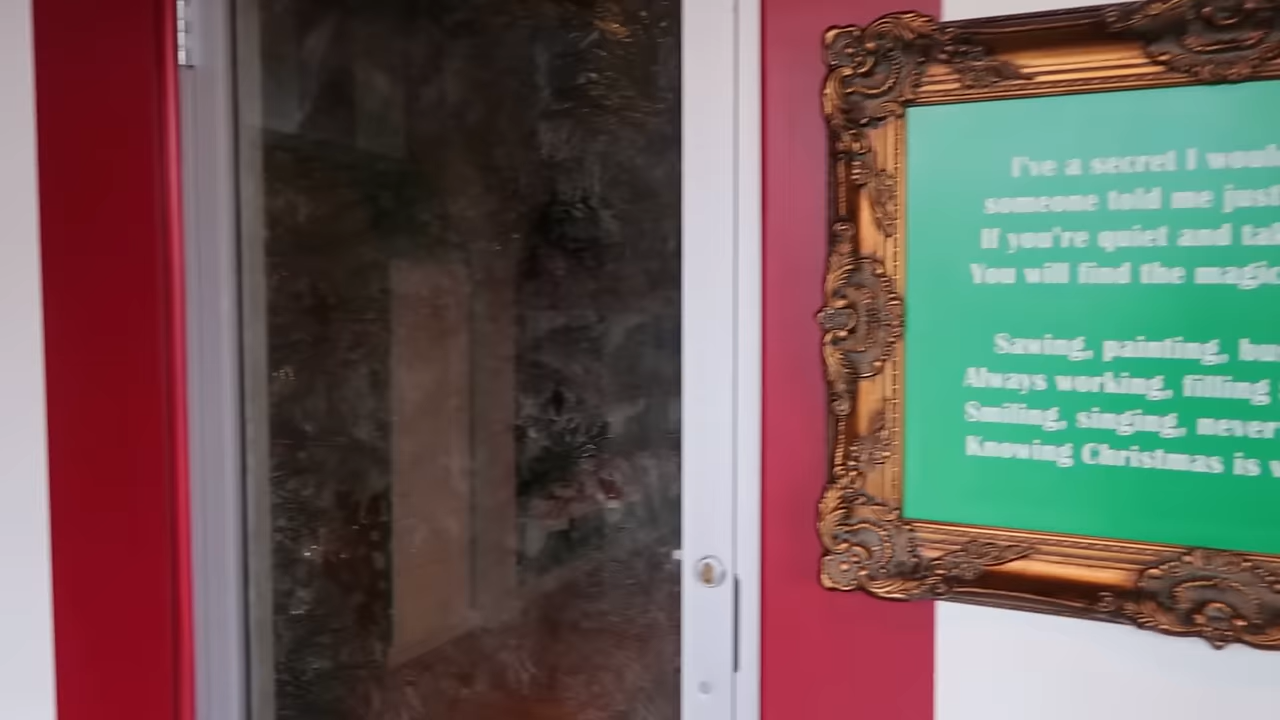 I've a secret I
someone told me just
If you're quiet and
You will find the magic
Sawing, painting,
Always working, filling
Smiling, singing, never
Knowing Christmas is